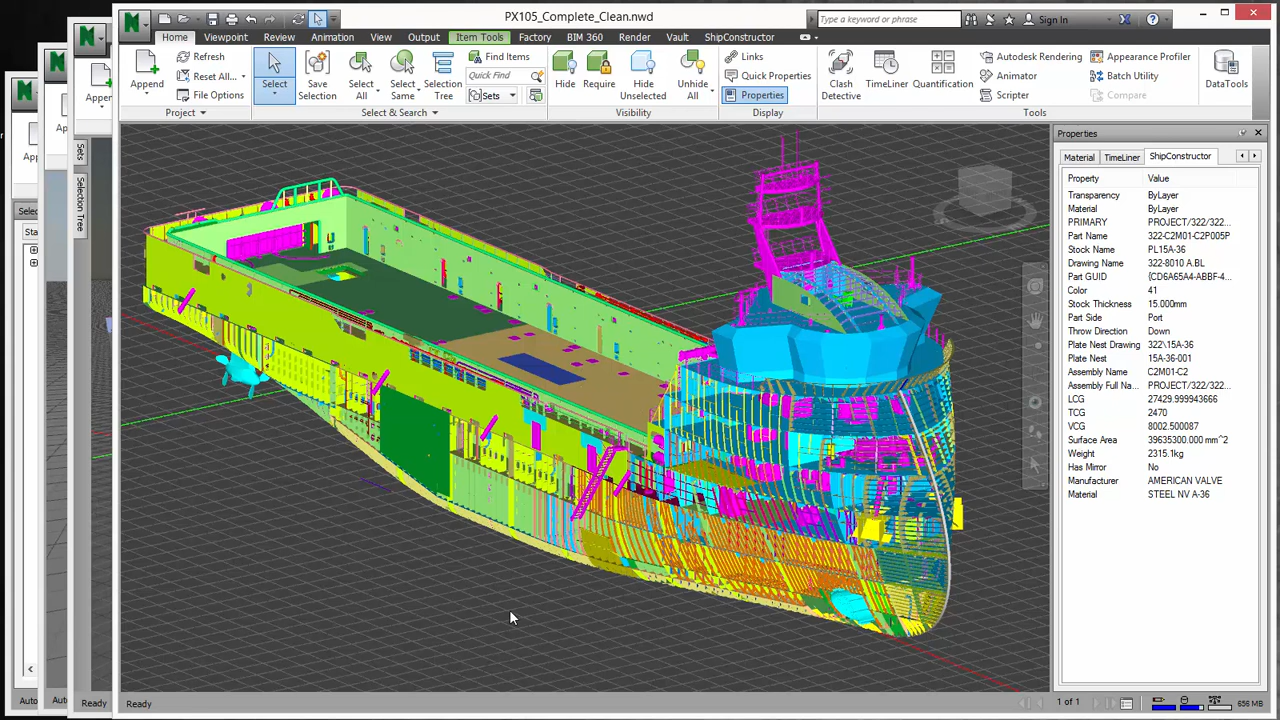 PX105_Complete_Clean.nwd
Type a keyword or phrase
Sign In
Home Viewpoint Review Animation View Output Item Tools Factory BIM 360 Render Vault ShipConstructor
Append
Refresh
Reset All...
File Options
Project
Select
Save Selection
Select All
Select Same
Selection Tree
Find Items
Quick Find
Sets
Select & Search
Hide
Require
Hide Unselected
Unhide All
Visibility
Links
Quick Properties
Properties
Display
Clash Detective
TimeLiner
Quantification
Autodesk Rendering
Animator
Scripter
Appearance Profiler
Batch Utility
Compare
Tools
DataTools
Sets
Selection Tree
Properties
Material TimeLiner ShipConstructor
Property Value
Transparency ByLayer
Material ByLayer
PRIMARY PROJECT/322/322...
Part Name 322-C2M01-C2P005P
Stock Name PL15A-36
Drawing Name 322-8010 A.BL
Part GUID {CD6A65A4-ABBF-4...
Color 41
Stock Thickness 15.000mm
Part Side Port
Throw Direction Down
Plate Nest Drawing 322\15A-36
Plate Nest 15A-36-001
Assembly Name C2M01-C2
Assembly Full Na... PROJECT/322/322...
LCG 27429.999943666
TCG 2470
VCG 8002.500087
Surface Area 39635300.000 mm^2
Weight 2315.1kg
Has Mirror No
Manufacturer AMERICAN VALVE
Material STEEL NV A-36
Ready
Ready
1 of 1
656 MB